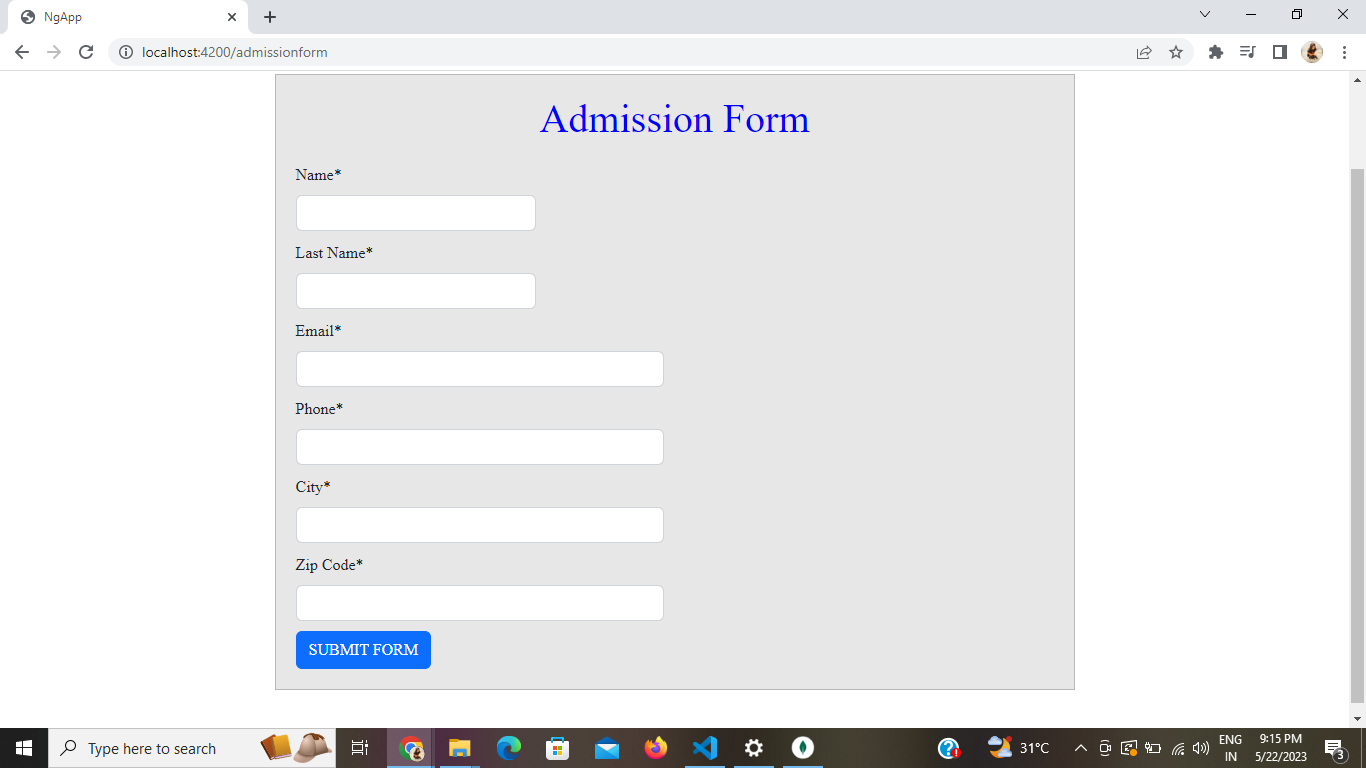 NgApp
localhost:4200/admissionform
Admission Form
Name*
Last Name*
Email*
Phone*
City*
Zip Code*
SUBMIT FORM
Type here to search
31°C
ENG
IN
9:15 PM
5/22/2023
3